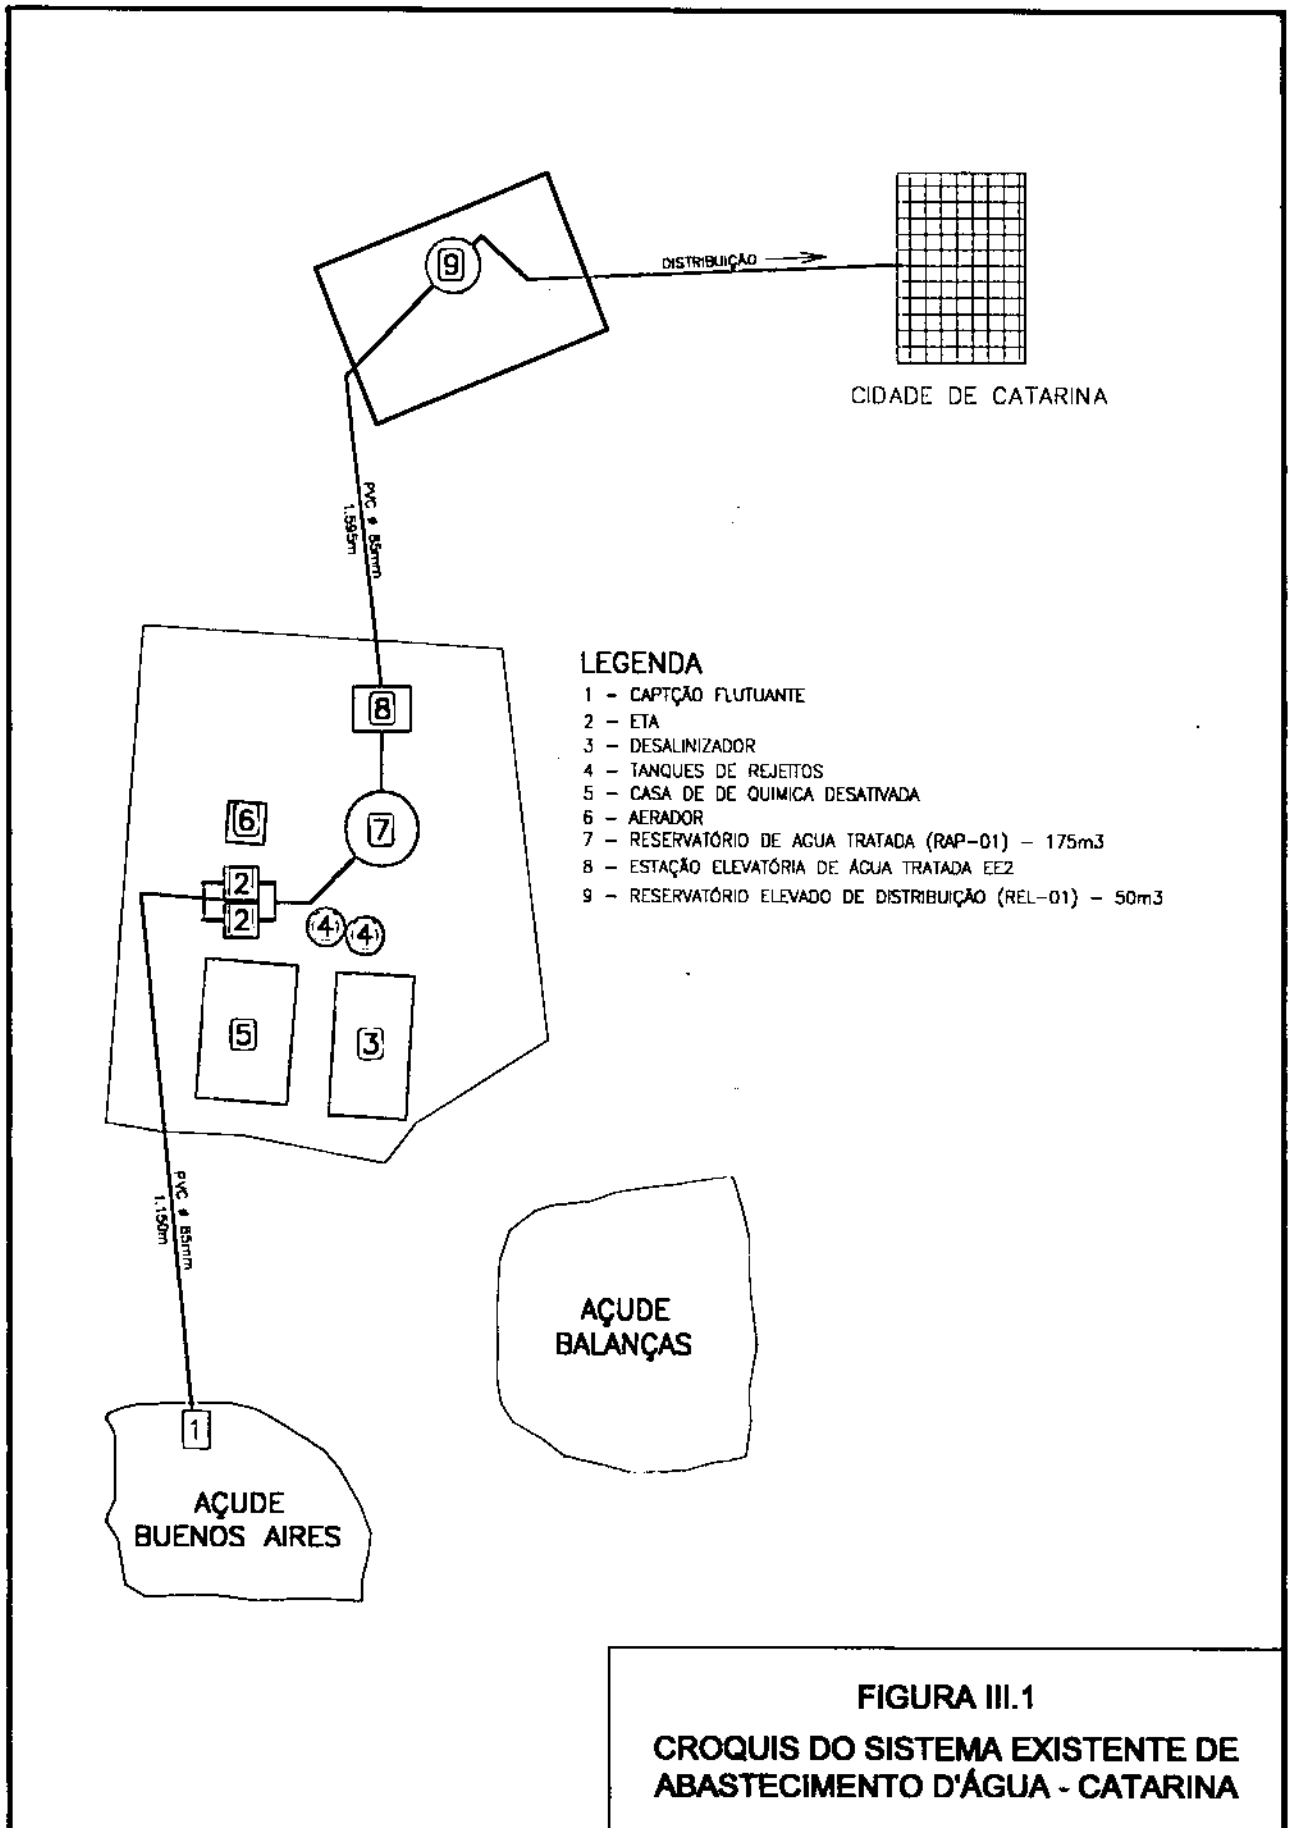 9
DISTRIBUIÇÃO
CIDADE DE CATARINA
PVC ø 85mm
1.595m
LEGENDA
1 - CAPTÇÃO FLUTUANTE
2 - ETA
3 - DESALINIZADOR
4 - TANQUES DE REJEITOS
5 - CASA DE DE QUIMICA DESATIVADA
6 - AERADOR
7 - RESERVATÓRIO DE AGUA TRATADA (RAP-01) - 175m3
8 - ESTAÇÃO ELEVATÓRIA DE ÁGUA TRATADA EE2
9 - RESERVATÓRIO ELEVADO DE DISTRIBUIÇÃO (REL-01) - 50m3
8
6
7
2
2
4
4
5
3
PVC ø 85mm
1.150m
AÇUDE
BALANÇAS
1
AÇUDE
BUENOS AIRES
FIGURA III.1
CROQUIS DO SISTEMA EXISTENTE DE
ABASTECIMENTO D'ÁGUA - CATARINA